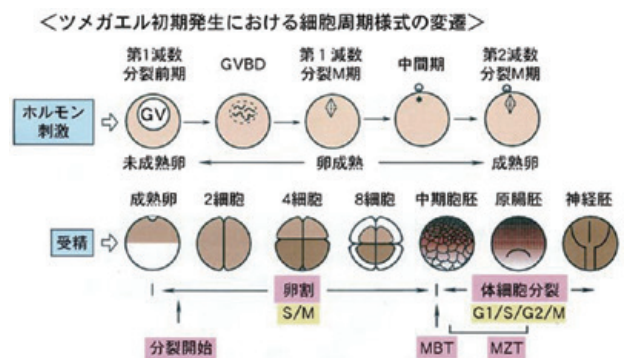 ＜ツメガエル初期発生における細胞周期様式の変遷＞
第1減数
分裂前期
GVBD
第1減数
分裂M期
中間期
第2減数
分裂M期
ホルモン
刺激
GV
未成熟卵
卵成熟
成熟卵
成熟卵
2細胞
4細胞
8細胞
中期胞胚
原腸胚
神経胚
受精
卵割
体細胞分裂
S/M
G1/S/G2/M
分裂開始
MBT
MZT